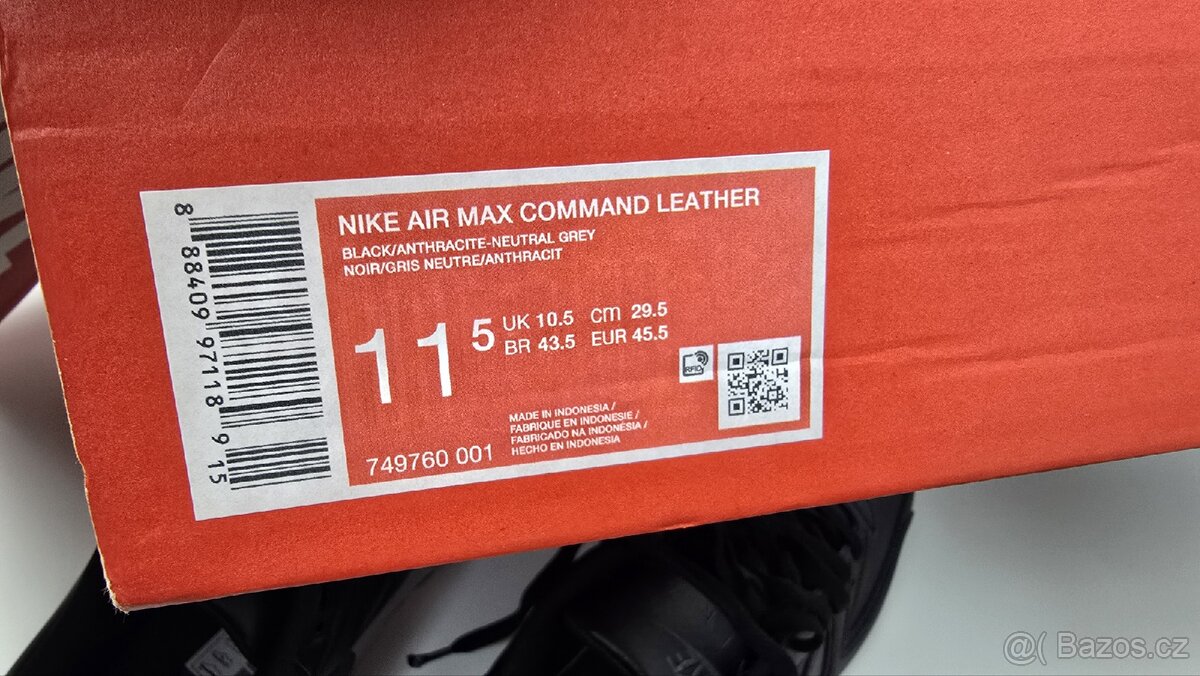 NIKE AIR MAX COMMAND LEATHER
BLACK/ANTHRACITE-NEUTRAL GREY
NOIR/GRIS NEUTRE/ANTHRACIT
11 5
UK 10.5 cm 29.5
BR 43.5 EUR 45.5
RFID
MADE IN INDONESIA /
FABRIQUE EN INDONESIE /
FABRICADO NA INDONÉSIA /
HECHO EN INDONESIA
749760 001
8 88409 97118 9 15
@( Bazos.cz